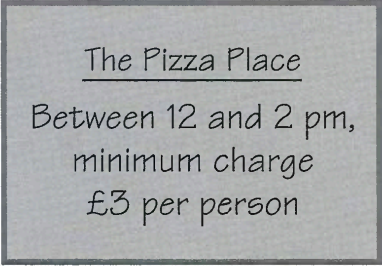 The Pizza Place
Between 12 and 2 pm,
minimum charge
£3 per person